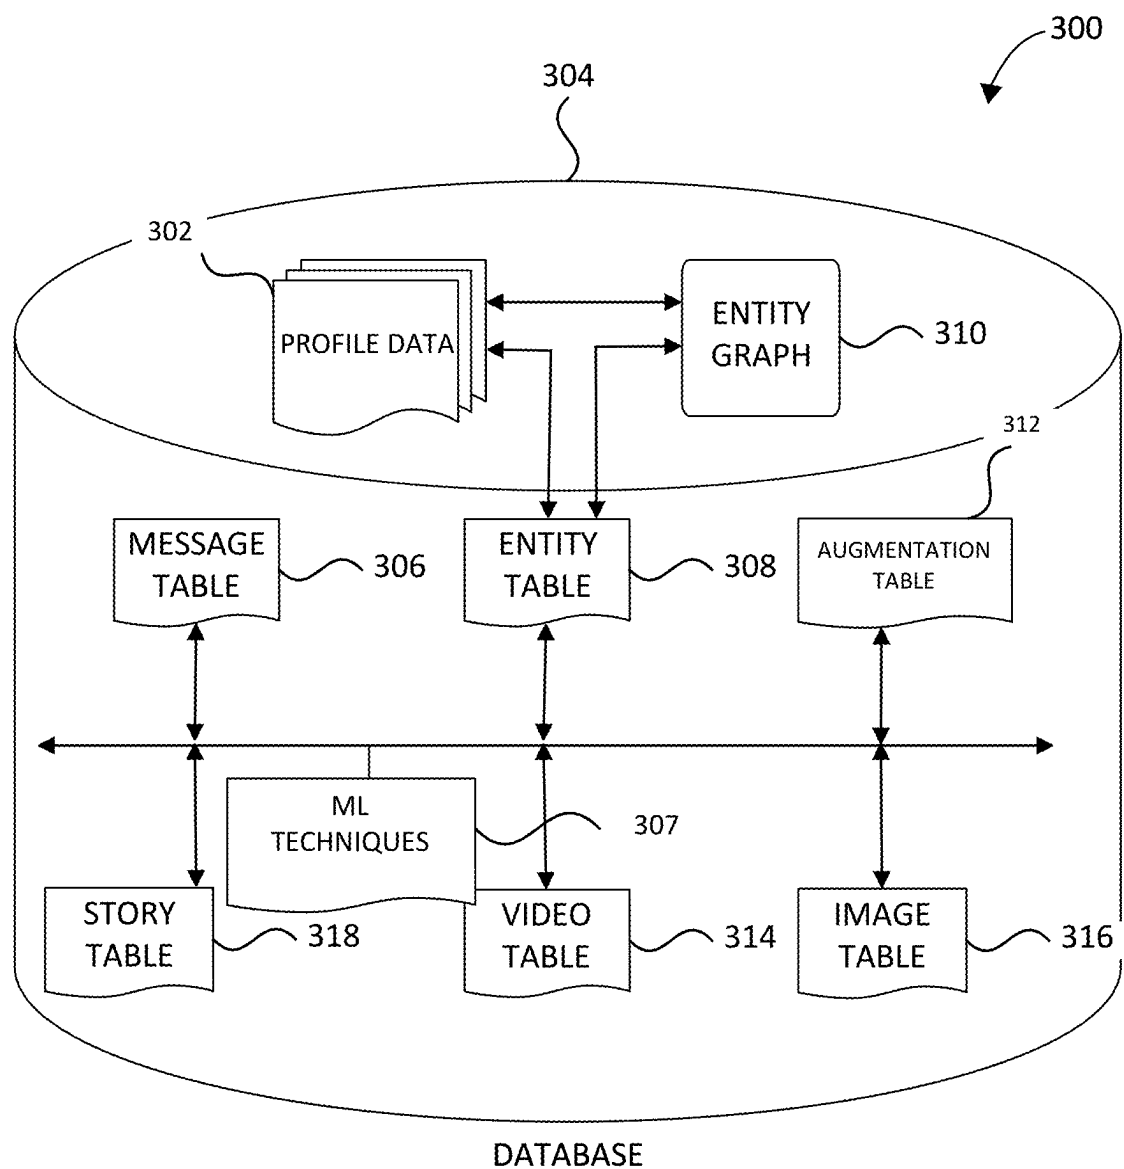 300
304
302
PROFILE DATA
ENTITY
GRAPH
310
312
MESSAGE
TABLE
306
ENTITY
TABLE
308
AUGMENTATION
TABLE
ML
TECHNIQUES
307
STORY
TABLE
318
VIDEO
TABLE
314
IMAGE
TABLE
316
DATABASE